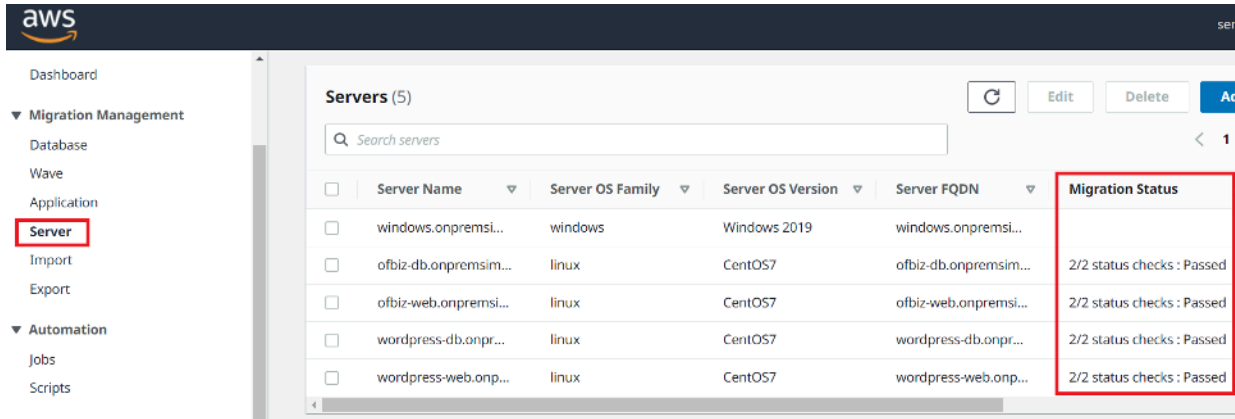 aws
ser
Dashboard
▼ Migration Management
Database
Wave
Application
Server
Import
Export
▼ Automation
Jobs
Scripts
Servers (5)
Edit Delete Ad
Search servers
< 1
Server Name Server OS Family Server OS Version Server FQDN Migration Status
windows.onpremsi... windows Windows 2019 windows.onpremsi...
ofbiz-db.onpremsim... linux CentOS7 ofbiz-db.onpremsim... 2/2 status checks : Passed
ofbiz-web.onpremsi... linux CentOS7 ofbiz-web.onpremsi... 2/2 status checks : Passed
wordpress-db.onpr... linux CentOS7 wordpress-db.onpr... 2/2 status checks : Passed
wordpress-web.onp... linux CentOS7 wordpress-web.onp... 2/2 status checks : Passed